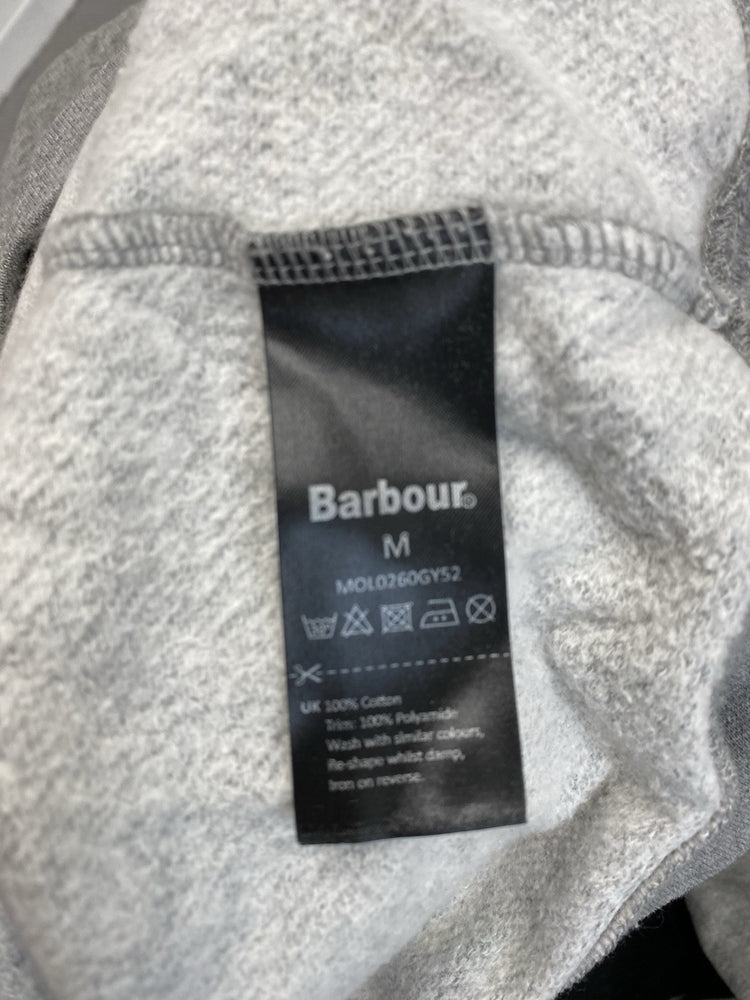 Barbour®
M
MOL0260GY52
30°
UK 100% Cotton
Trim: 100% Polyamide
Wash with similar colours,
Re-shape whilst damp,
Iron on reverse.